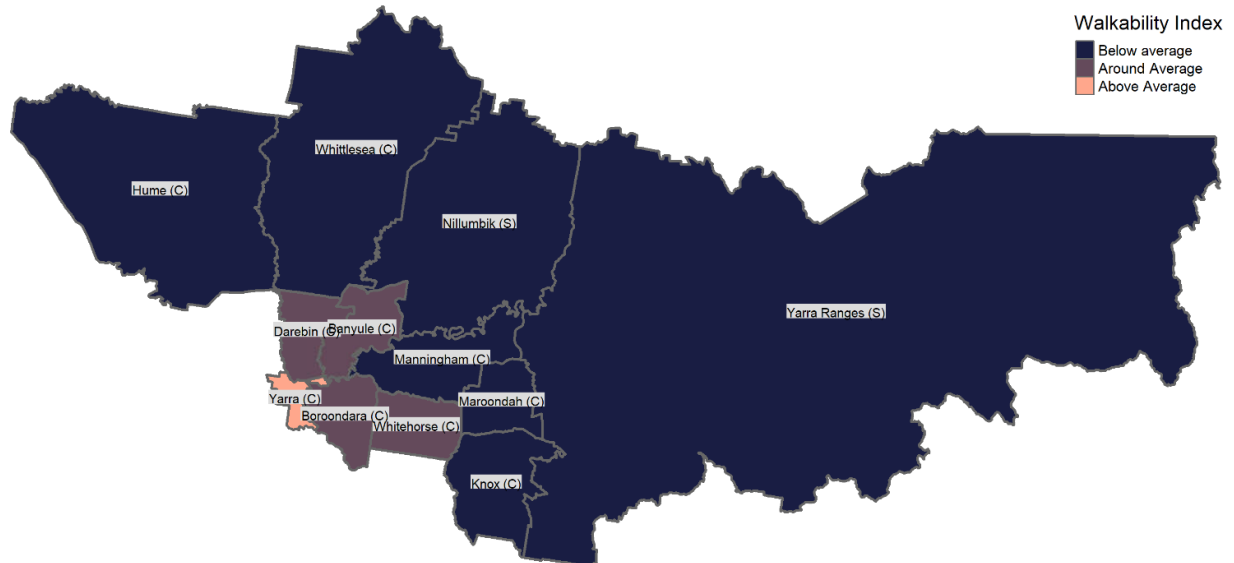 Walkability Index
Below average
Around Average
Above Average
Whittlesea (C)
Hume (C)
Nillumbik (S)
Yarra Ranges (S)
Darebin (C)
Banyule (C)
Manningham (C)
Yarra (C)
Maroondah (C)
Boroondara (C)
Whitehorse (C)
Knox (C)